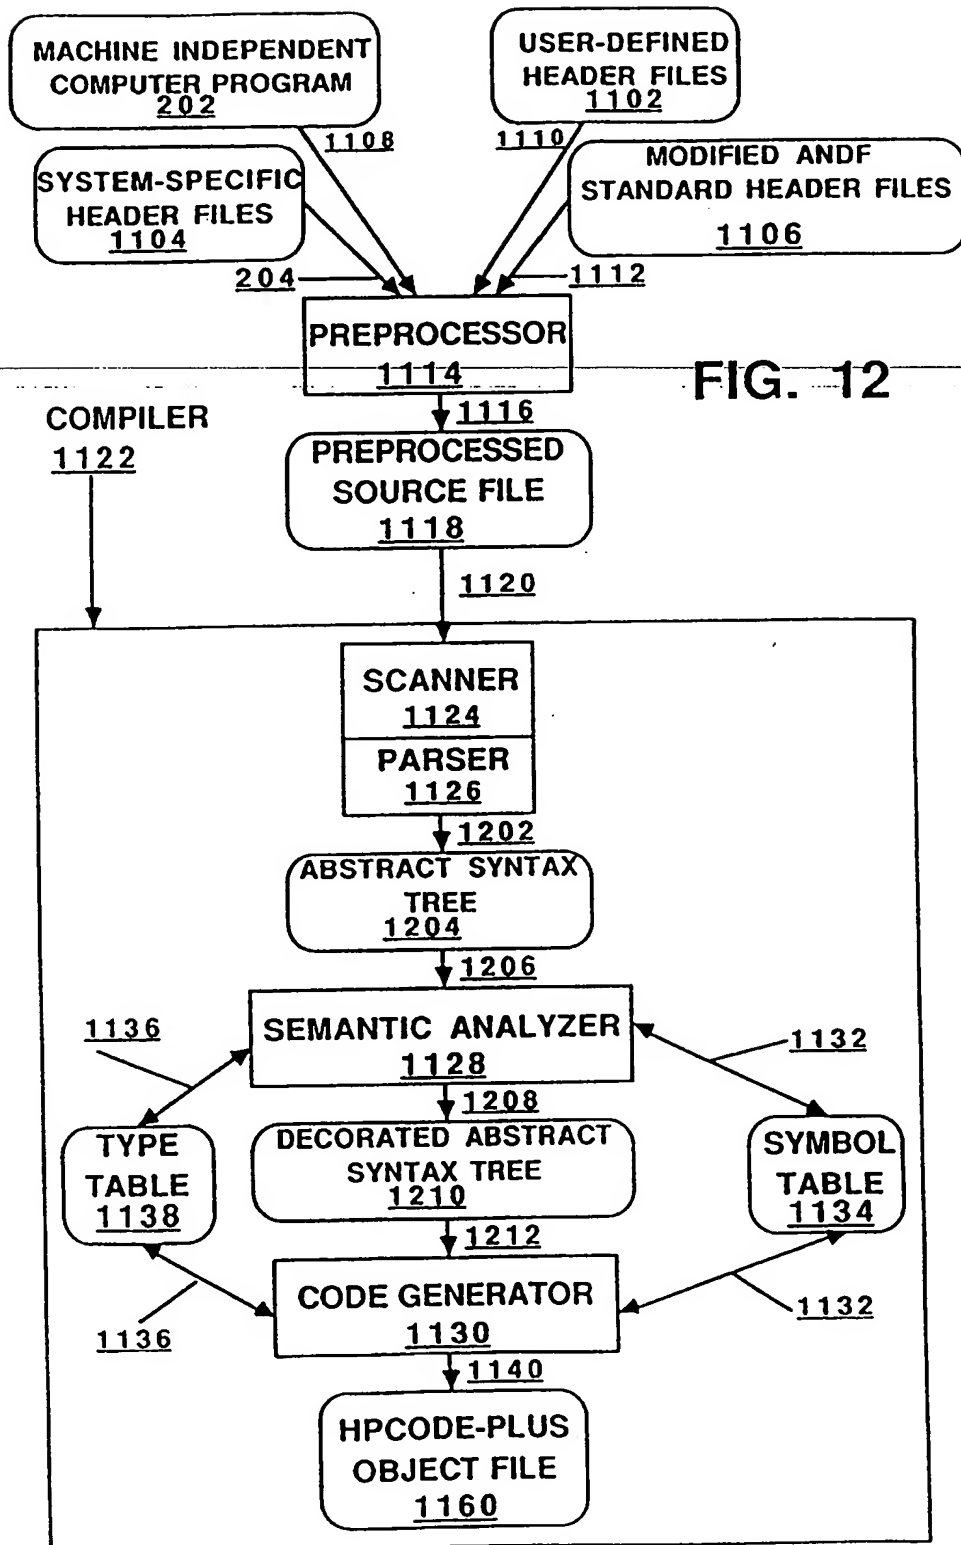 MACHINE INDEPENDENT
COMPUTER PROGRAM
202
USER-DEFINED
HEADER FILES
1102
1108
1110
SYSTEM-SPECIFIC
HEADER FILES
1104
MODIFIED ANDF
STANDARD HEADER FILES
1106
204
1112
PREPROCESSOR
1114
FIG. 12
1116
COMPILER
1122
PREPROCESSED
SOURCE FILE
1118
1120
SCANNER
1124
PARSER
1126
1202
ABSTRACT SYNTAX
TREE
1204
1206
SEMANTIC ANALYZER
1128
1136
1132
1208
TYPE
TABLE
1138
DECORATED ABSTRACT
SYNTAX TREE
1210
SYMBOL
TABLE
1134
1212
CODE GENERATOR
1130
1136
1132
1140
HPCODE-PLUS
OBJECT FILE
1160